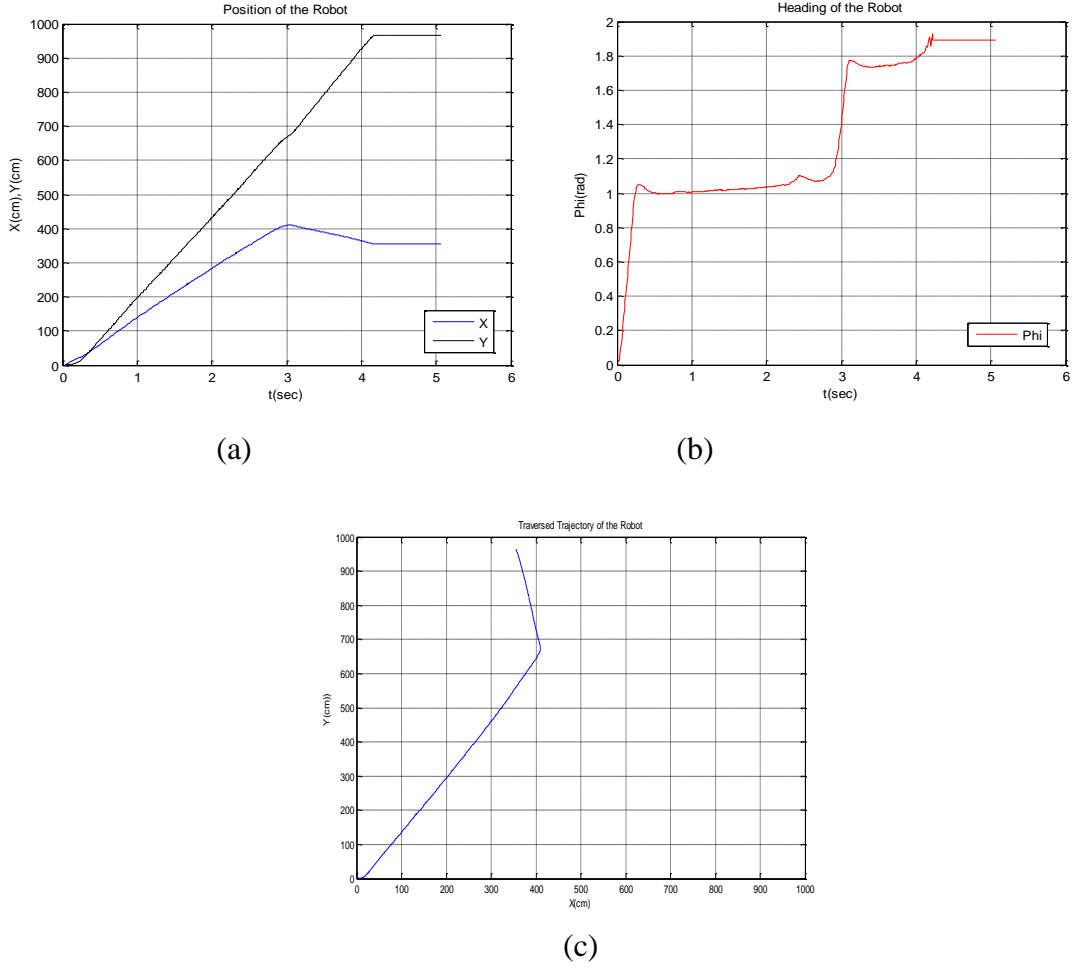 Position of the Robot
1000
900
800
700
600
500
400
300
200
100
0
X(cm),Y(cm)
0 1 2 3 4 5 6
t(sec)
X
Y
(a)
Heading of the Robot
2
1.8
1.6
1.4
1.2
1
0.8
0.6
0.4
0.2
0
Phi(rad)
0 1 2 3 4 5 6
t(sec)
Phi
(b)
Traversed Trajectory of the Robot
1000
900
800
700
600
500
400
300
200
100
0
Y(cm))
0 100 200 300 400 500 600 700 800 900 1000
X(cm)
(c)